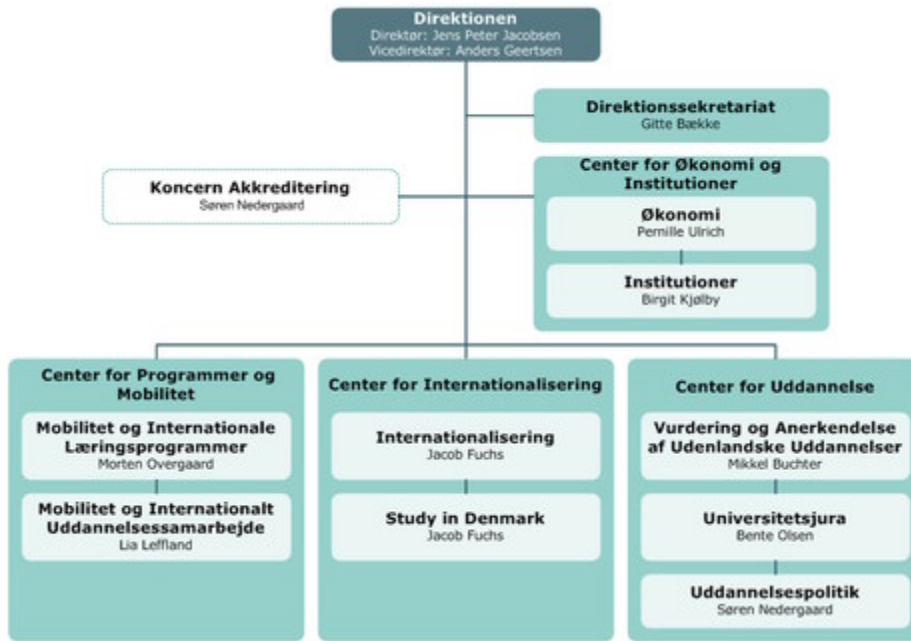 Direktionen
Direktør: Jens Peter Jacobsen
Vicedirektør: Anders Geertsen
Direktionssekretariat
Gitte Bække
Koncern Akkreditering
Søren Nedergaard
Center for Økonomi og
Institutioner
Økonomi
Pernille Ulrich
Institutioner
Birgit Kjølby
Center for Programmer og
Mobilitet
Mobilitet og Internationale
Læringsprogrammer
Morten Overgaard
Mobilitet og Internationalt
Uddannelsessamarbejde
Lia Leffland
Center for Internationalisering
Internationalisering
Jacob Fuchs
Study in Denmark
Jacob Fuchs
Center for Uddannelse
Vurdering og Anerkendelse
af Udenlandske Uddannelser
Mikkel Buchter
Universitetsjura
Bente Olsen
Uddannelsespolitik
Søren Nedergaard